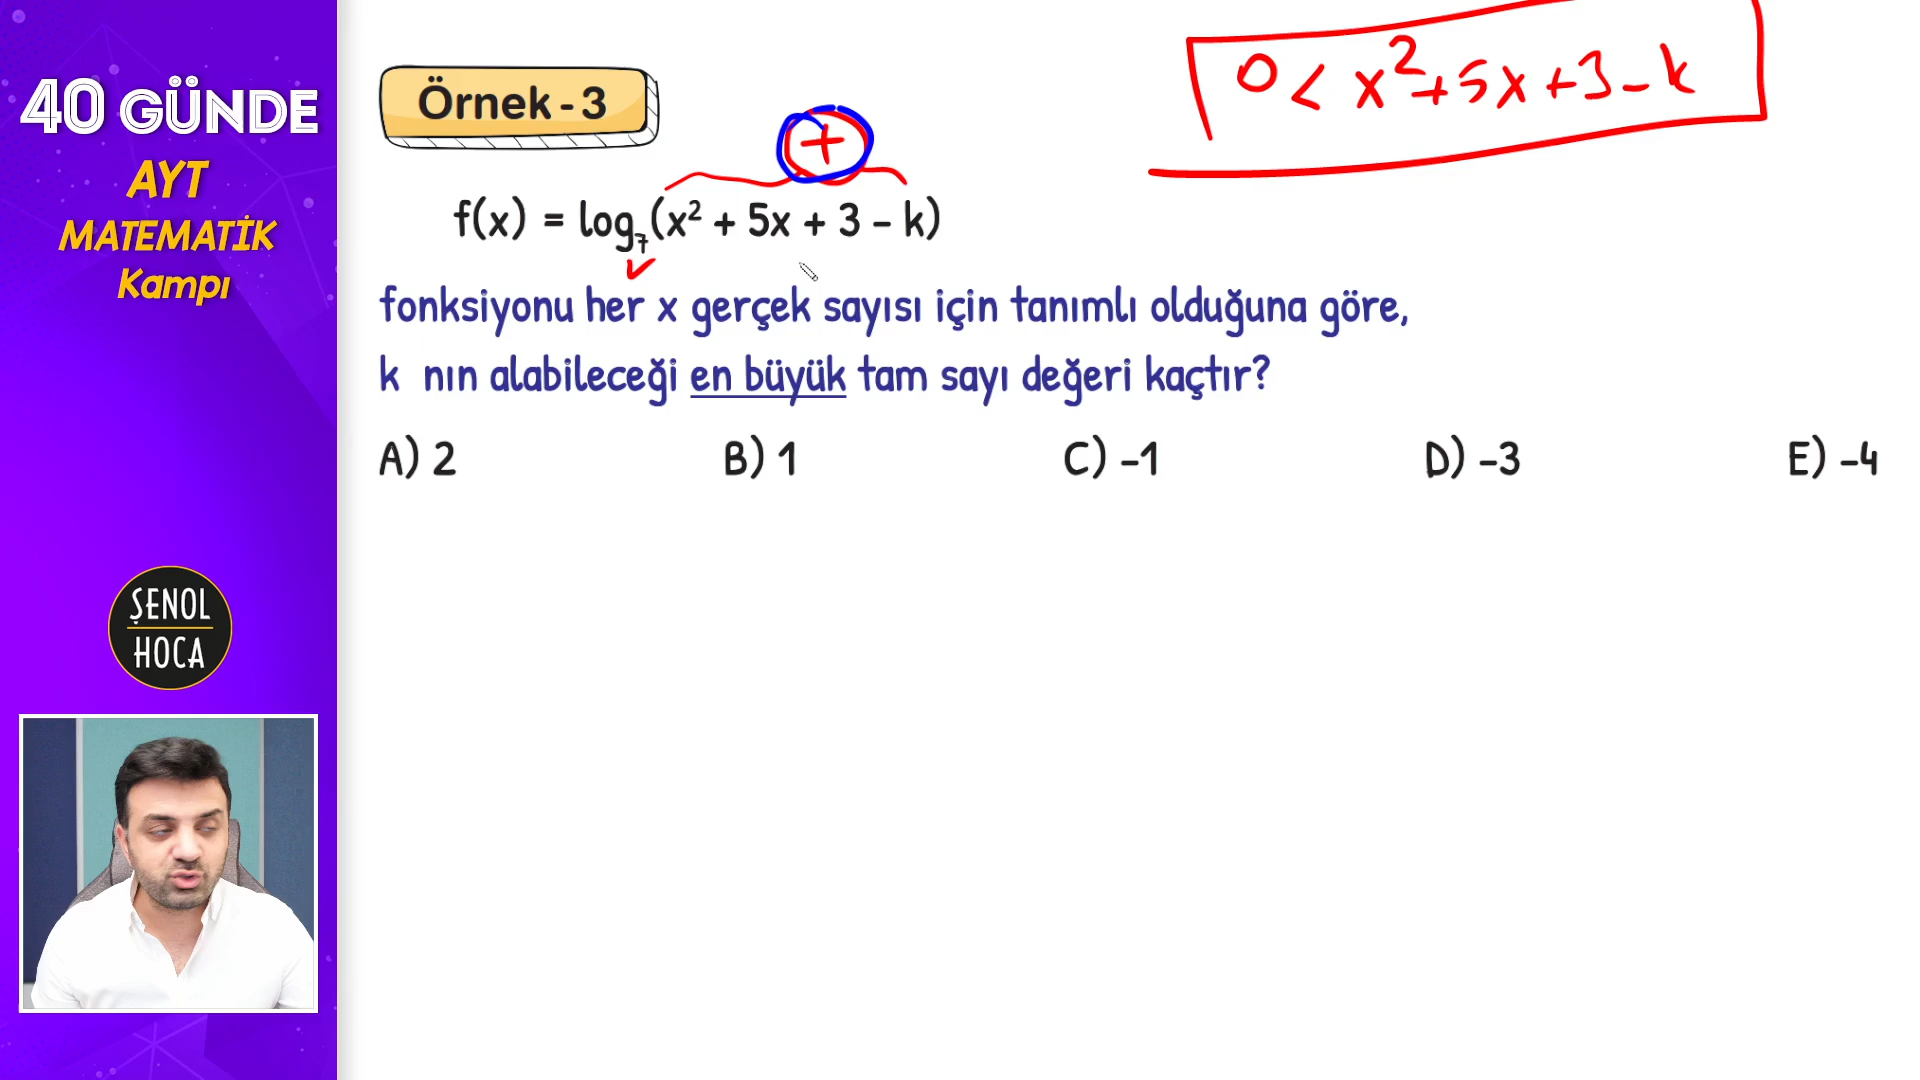 40 GÜNDE
AYT
MATEMATİK
Kampı
ŞENOL
HOCA
Örnek - 3
0 < x² + 5x + 3 - k
+
f(x) = log₇(x² + 5x + 3 – k)
fonksiyonu her x gerçek sayısı için tanımlı olduğuna göre,
k nın alabileceği en büyük tam sayı değeri kaçtır?
A) 2 B) 1 C) –1 D) –3 E) –4